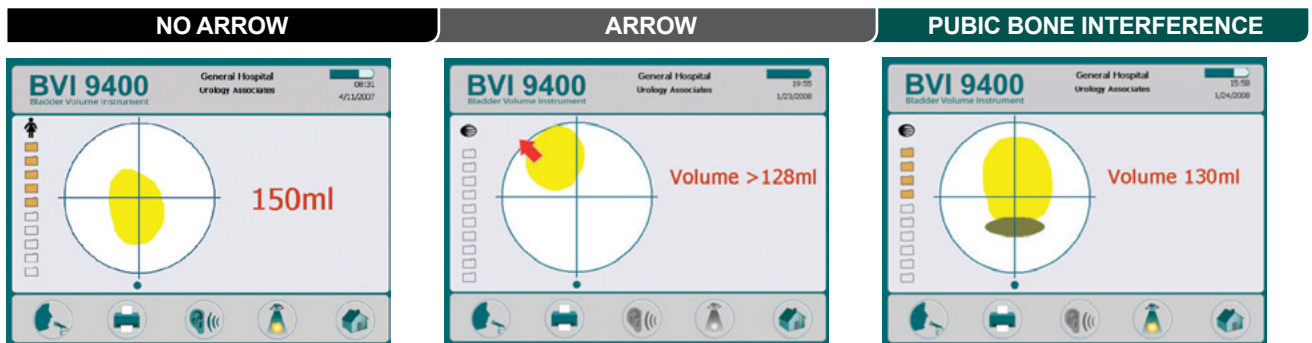 NO ARROW
ARROW
PUBIC BONE INTERFERENCE
BVI 9400
Bladder Volume Instrument
General Hospital
Urology Associates
08:31
4/11/2007
150ml
BVI 9400
Bladder Volume Instrument
General Hospital
Urology Associates
19:55
1/23/2008
Volume >128ml
BVI 9400
Bladder Volume Instrument
General Hospital
Urology Associates
15:58
1/24/2008
Volume 130ml